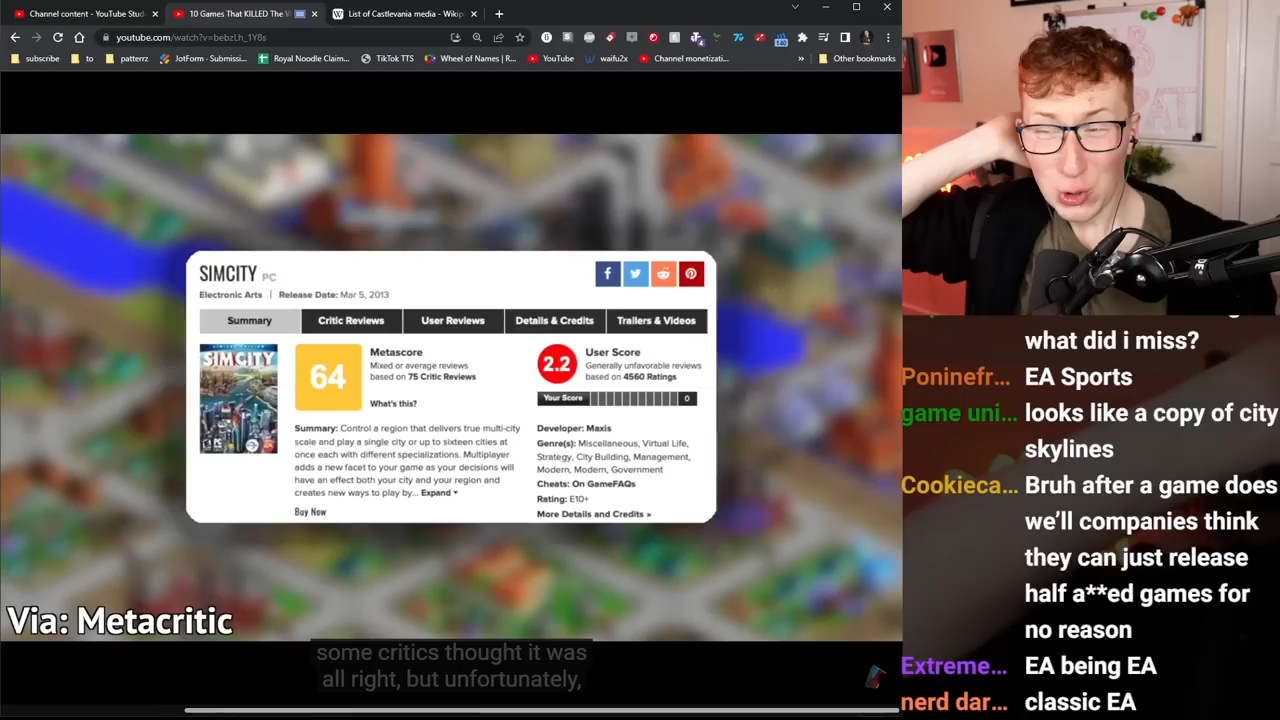 Channel content - YouTube Stud
10 Games That KILLED The
List of Castlevania media - Wikip
youtube.com/watch?v=bebzLh_1Y8s
subscribe
to
patterrz
JotForm - Submissi...
Royal Noodle Claim...
TikTok TTS
Wheel of Names | R...
YouTube
waifu2x
Channel monetizati...
Other bookmarks
SIMCITY PC
Electronic Arts | Release Date: Mar 5, 2013
Summary
Critic Reviews
User Reviews
Details & Credits
Trailers & Videos
SIMCITY
64
Metascore
Mixed or average reviews
based on 75 Critic Reviews
What's this?
2.2
User Score
Generally unfavorable reviews
based on 4560 Ratings
Your Score
0
Summary: Control a region that delivers true multi-city
scale and play a single city or up to sixteen cities at
once each with different specializations. Multiplayer
adds a new facet to your game as your decisions will
have an effect both your city and your region and
creates new ways to play by... Expand
Buy Now
Developer: Maxis
Genre(s): Miscellaneous, Virtual Life,
Strategy, City Building, Management,
Modern, Modern, Government
Cheats: On GameFAQs
Rating: E10+
More Details and Credits »
Via: Metacritic
some critics thought it was
all right, but unfortunately,
what did i miss?
Poninefr... EA Sports
game uni... looks like a copy of city
skylines
Cookieca... Bruh after a game does
we'll companies think
they can just release
half a**ed games for
no reason
Extreme... EA being EA
nerd dar... classic EA